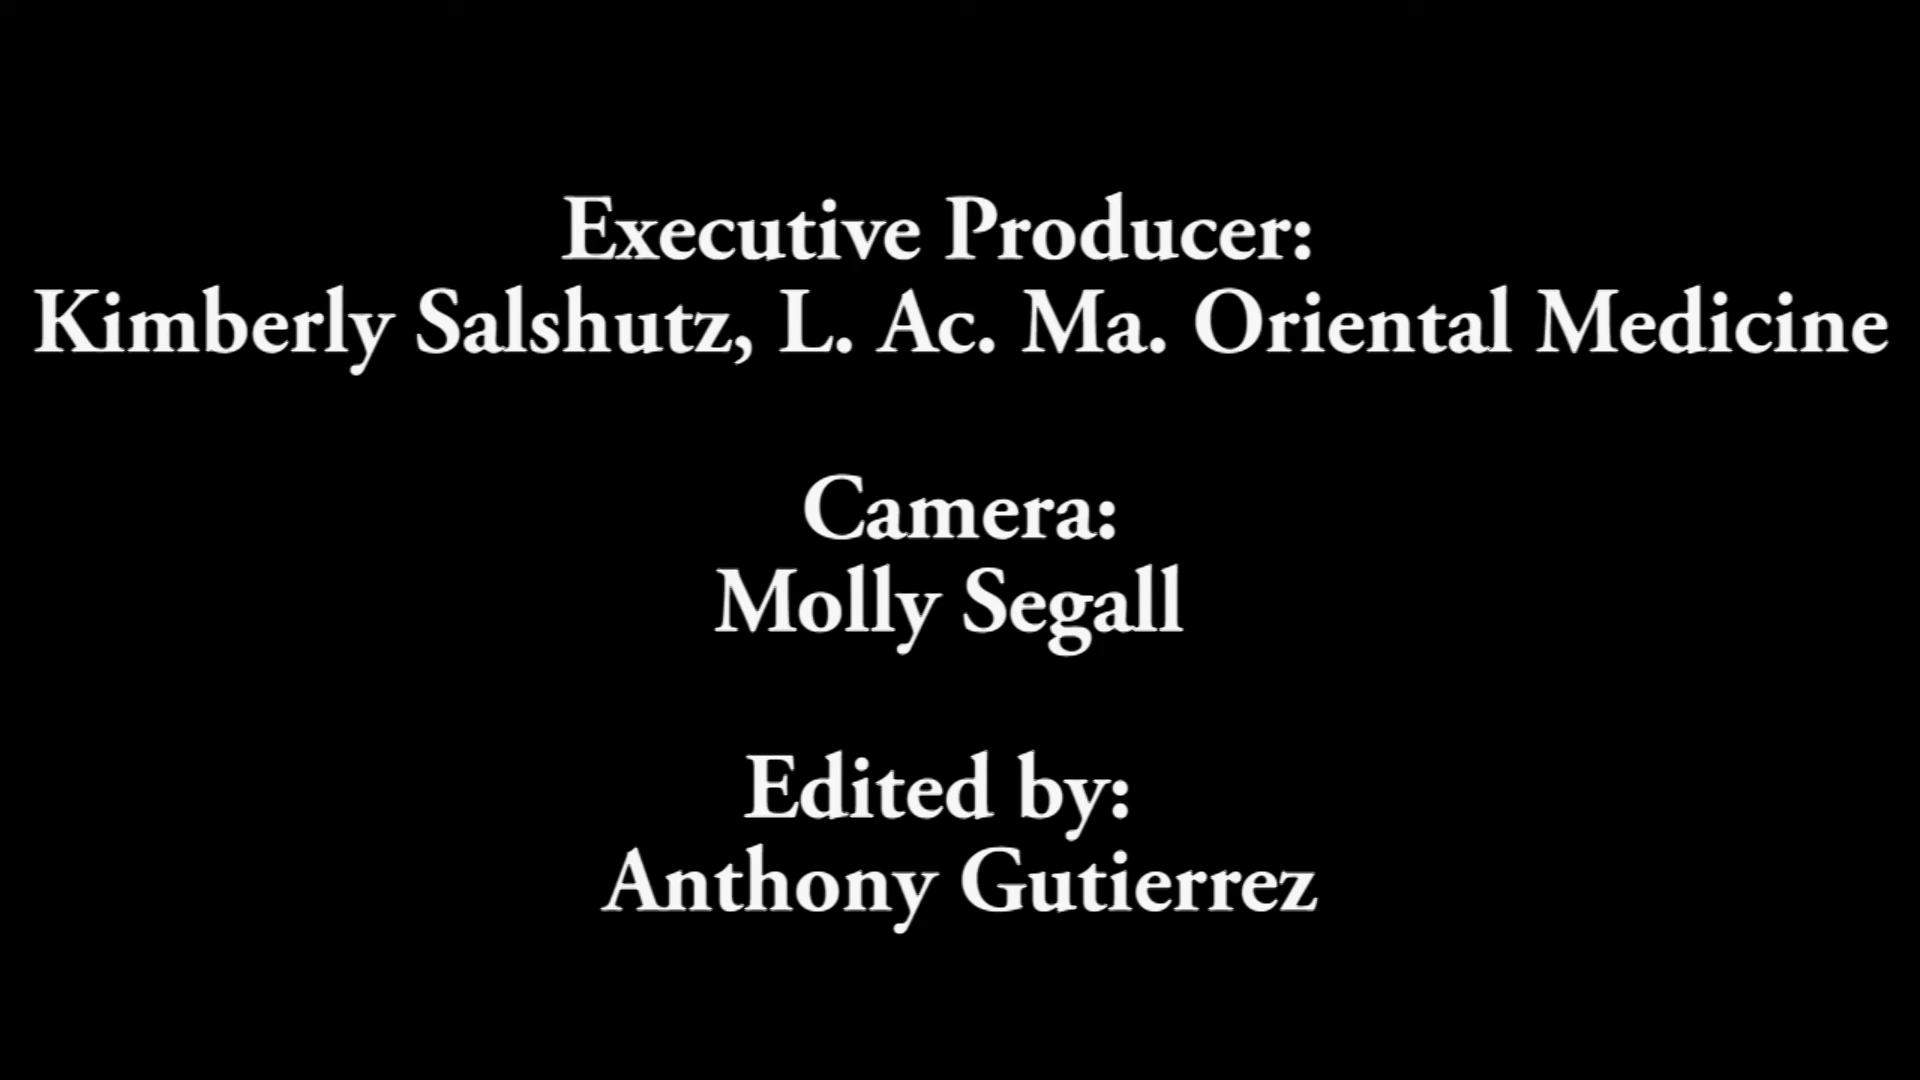 Executive Producer:
Kimberly Salshutz, L. Ac. Ma. Oriental Medicine
Camera:
Molly Segall
Edited by:
Anthony Gutierrez